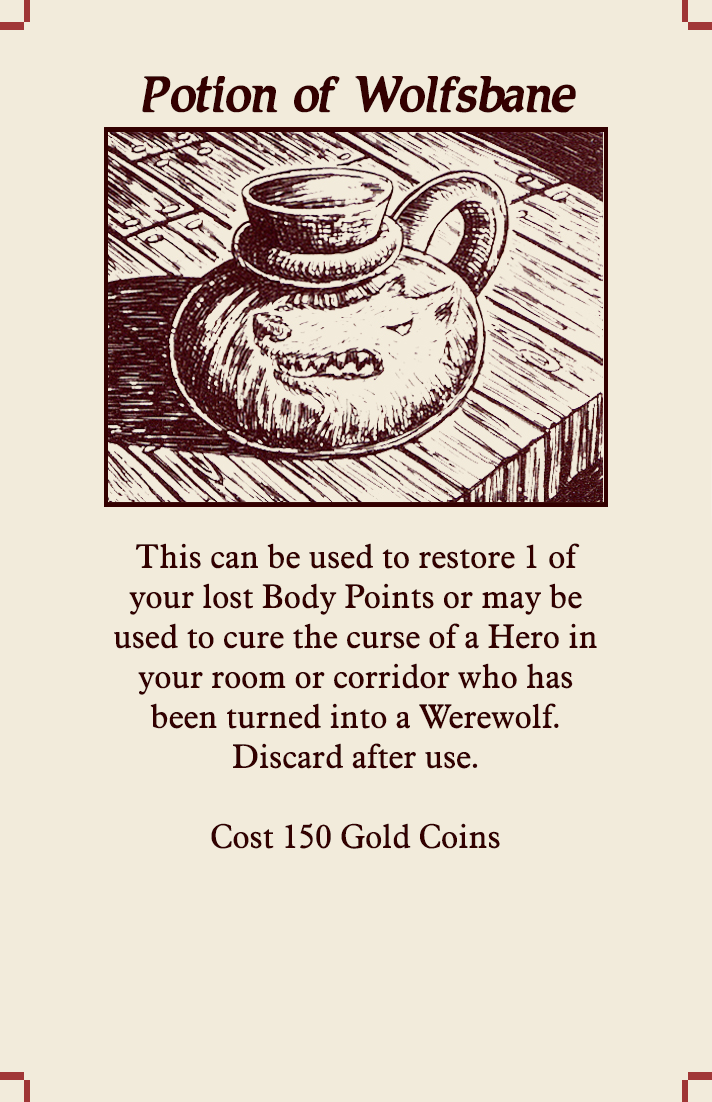 Potion of Wolfsbane
This can be used to restore 1 of
your lost Body Points or may be
used to cure the curse of a Hero in
your room or corridor who has
been turned into a Werewolf.
Discard after use.
Cost 150 Gold Coins